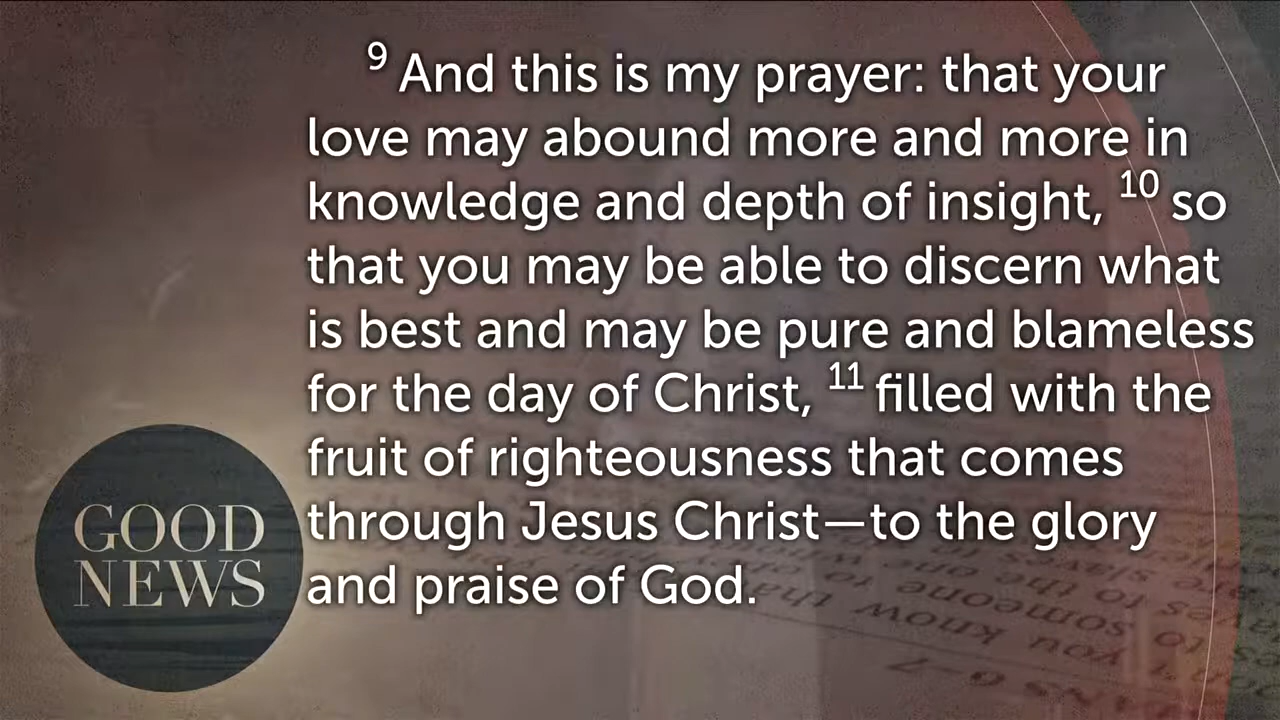 9 And this is my prayer: that your
love may abound more and more in
knowledge and depth of insight, 10 so
that you may be able to discern what
is best and may be pure and blameless
for the day of Christ, 11 filled with the
fruit of righteousness that comes
through Jesus Christ—to the glory
and praise of God.
GOOD
NEWS